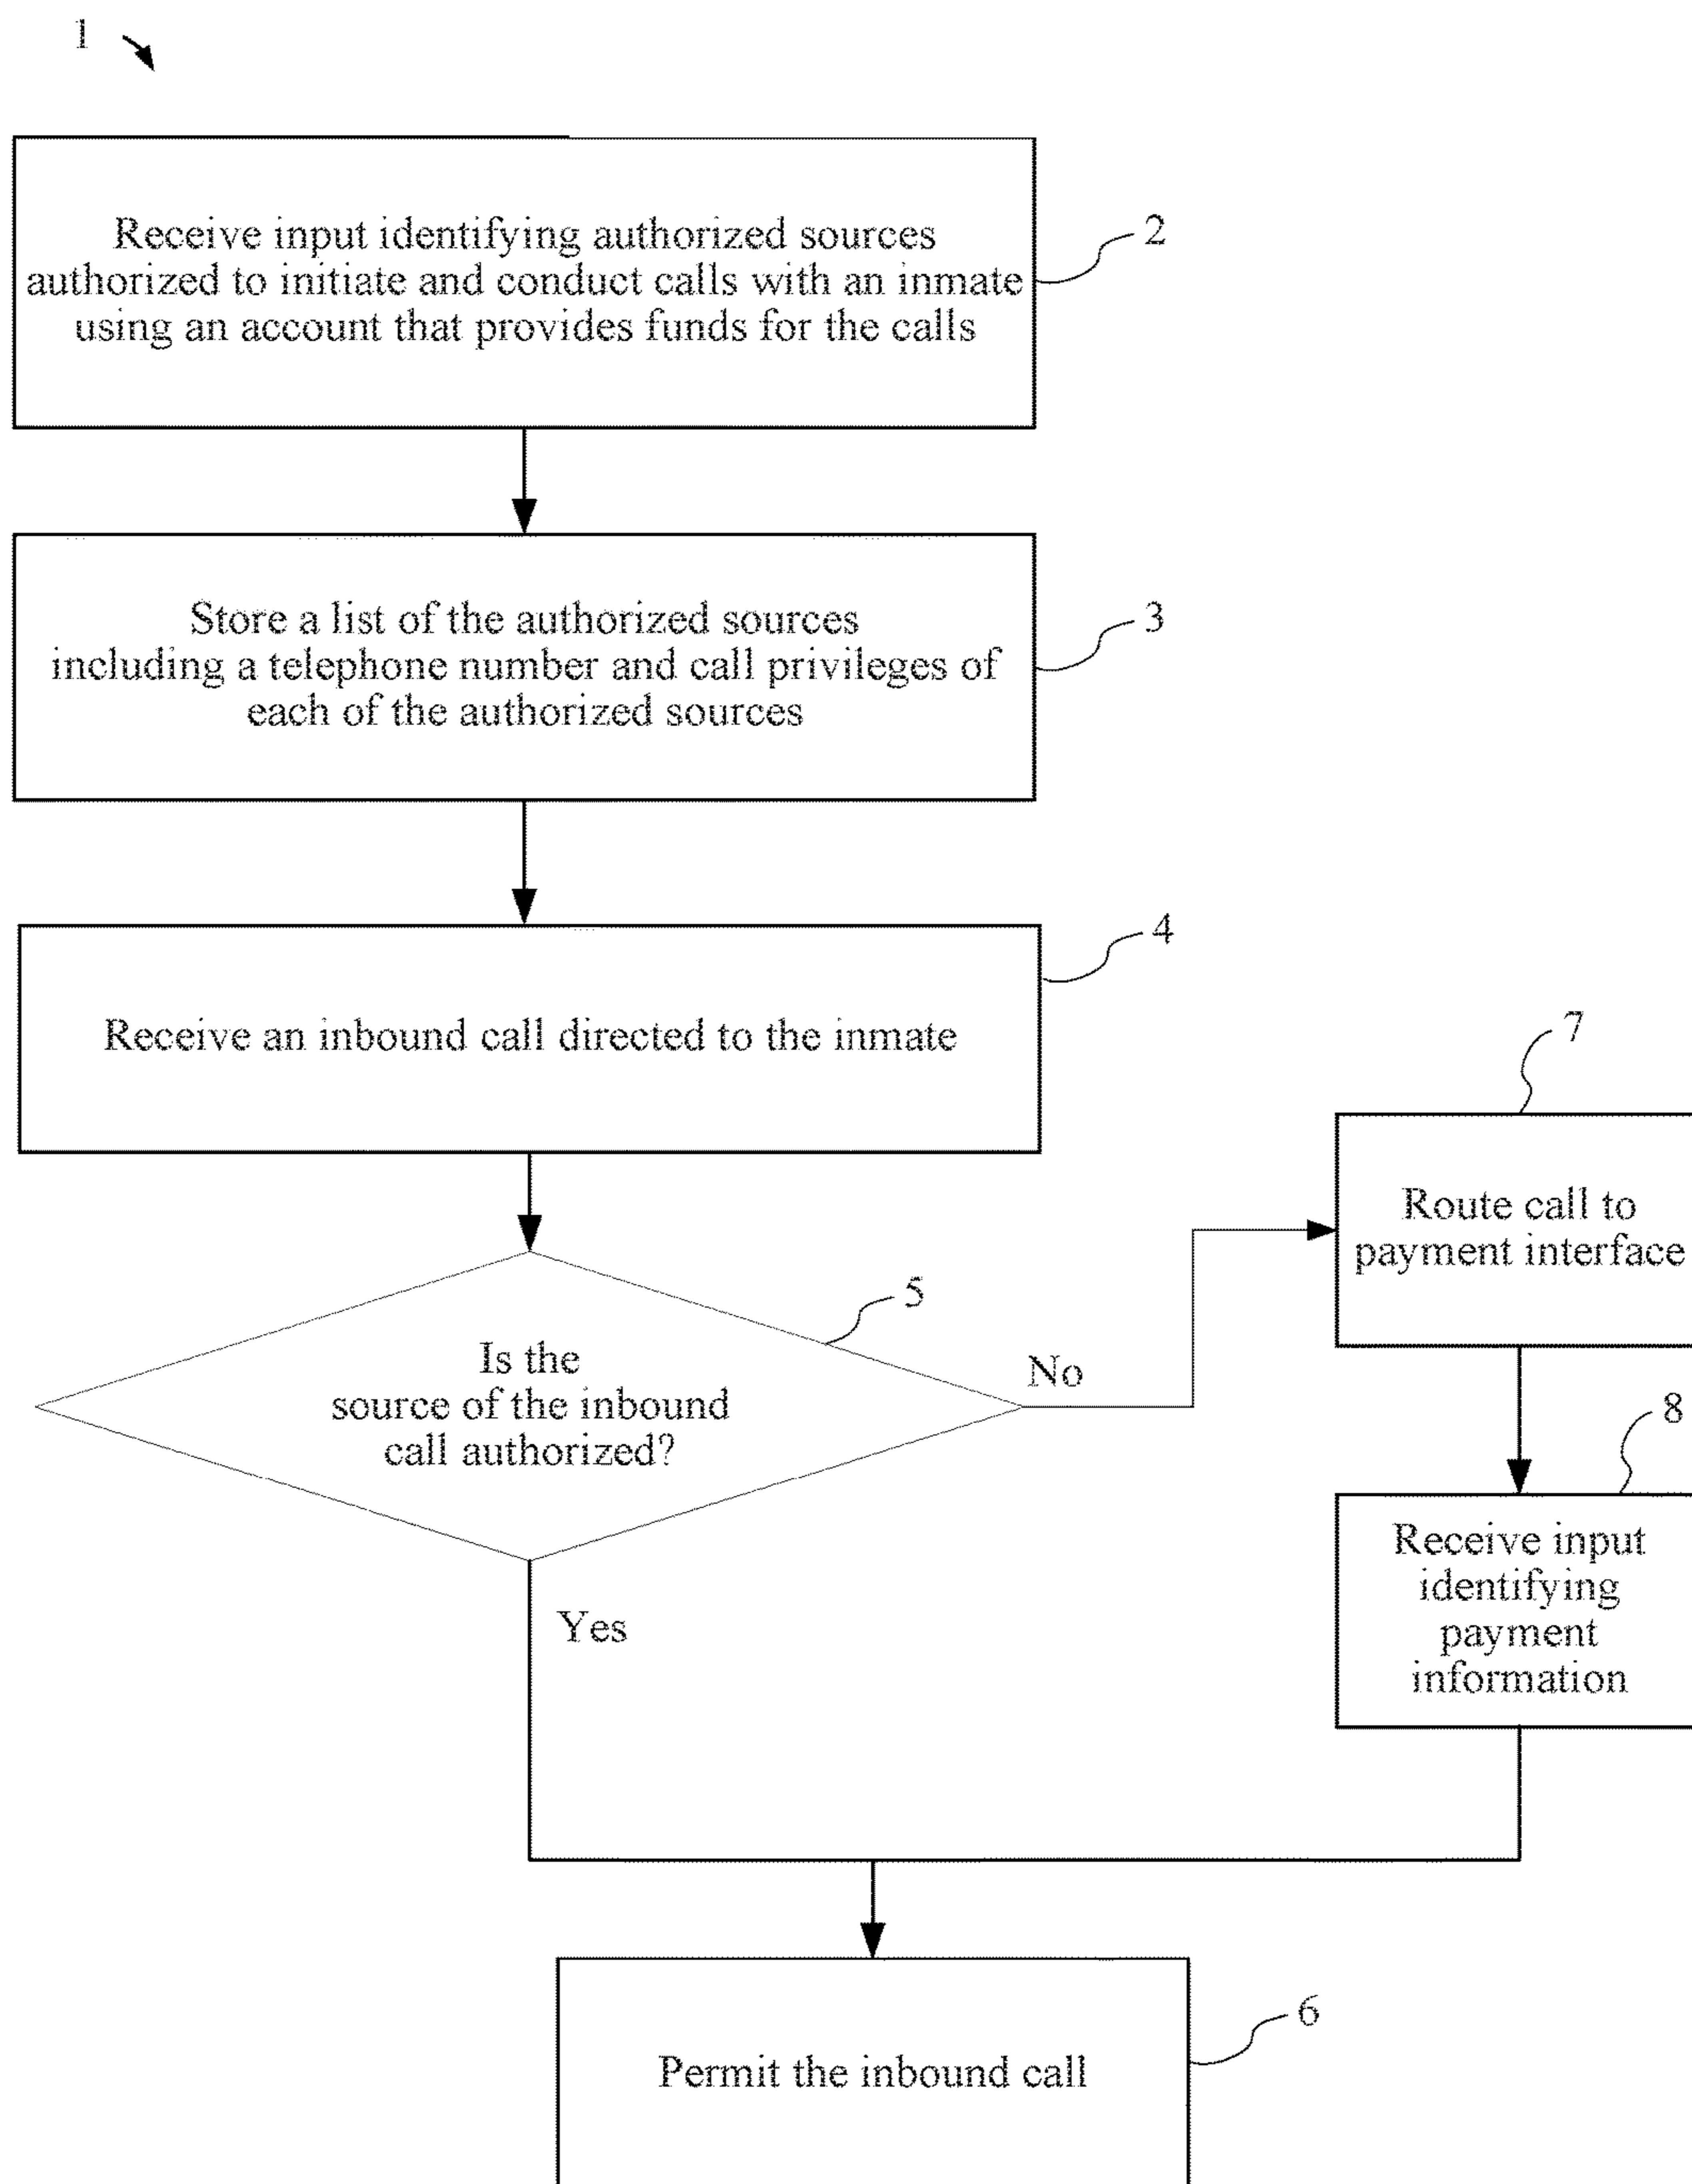 1
Receive input identifying authorized sources
authorized to initiate and conduct calls with an inmate
using an account that provides funds for the calls
2
Store a list of the authorized sources
including a telephone number and call privileges of
each of the authorized sources
3
Receive an inbound call directed to the inmate
4
Is the
source of the inbound
call authorized?
5
No
Yes
7
Route call to
payment interface
8
Receive input
identifying
payment
information
Permit the inbound call
6